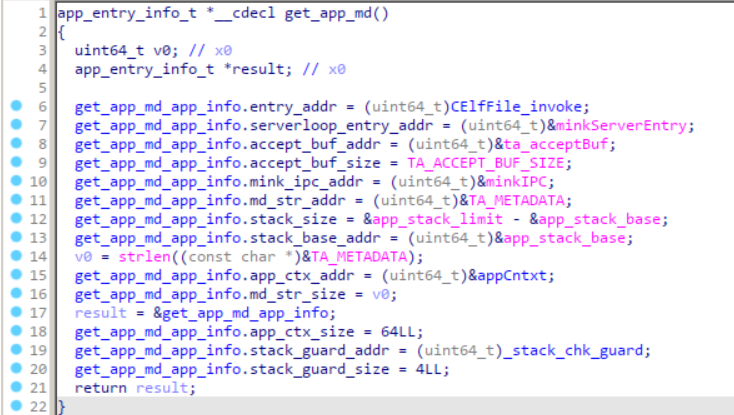 1 app_entry_info_t *__cdecl get_app_md()
2 {
3   uint64_t v0; // x0
4   app_entry_info_t *result; // x0
5
6   get_app_md_app_info.entry_addr = (uint64_t)CElfFile_invoke;
7   get_app_md_app_info.serverloop_entry_addr = (uint64_t)&minkServerEntry;
8   get_app_md_app_info.accept_buf_addr = (uint64_t)&ta_acceptBuf;
9   get_app_md_app_info.accept_buf_size = TA_ACCEPT_BUF_SIZE;
10   get_app_md_app_info.mink_ipc_addr = (uint64_t)&minkIPC;
11   get_app_md_app_info.md_str_addr = (uint64_t)&TA_METADATA;
12   get_app_md_app_info.stack_size = &app_stack_limit - &app_stack_base;
13   get_app_md_app_info.stack_base_addr = (uint64_t)&app_stack_base;
14   v0 = strlen((const char *)&TA_METADATA);
15   get_app_md_app_info.app_ctx_addr = (uint64_t)&appCntxt;
16   get_app_md_app_info.md_str_size = v0;
17   result = &get_app_md_app_info;
18   get_app_md_app_info.app_ctx_size = 64LL;
19   get_app_md_app_info.stack_guard_addr = (uint64_t)_stack_chk_guard;
20   get_app_md_app_info.stack_guard_size = 4LL;
21   return result;
22 }